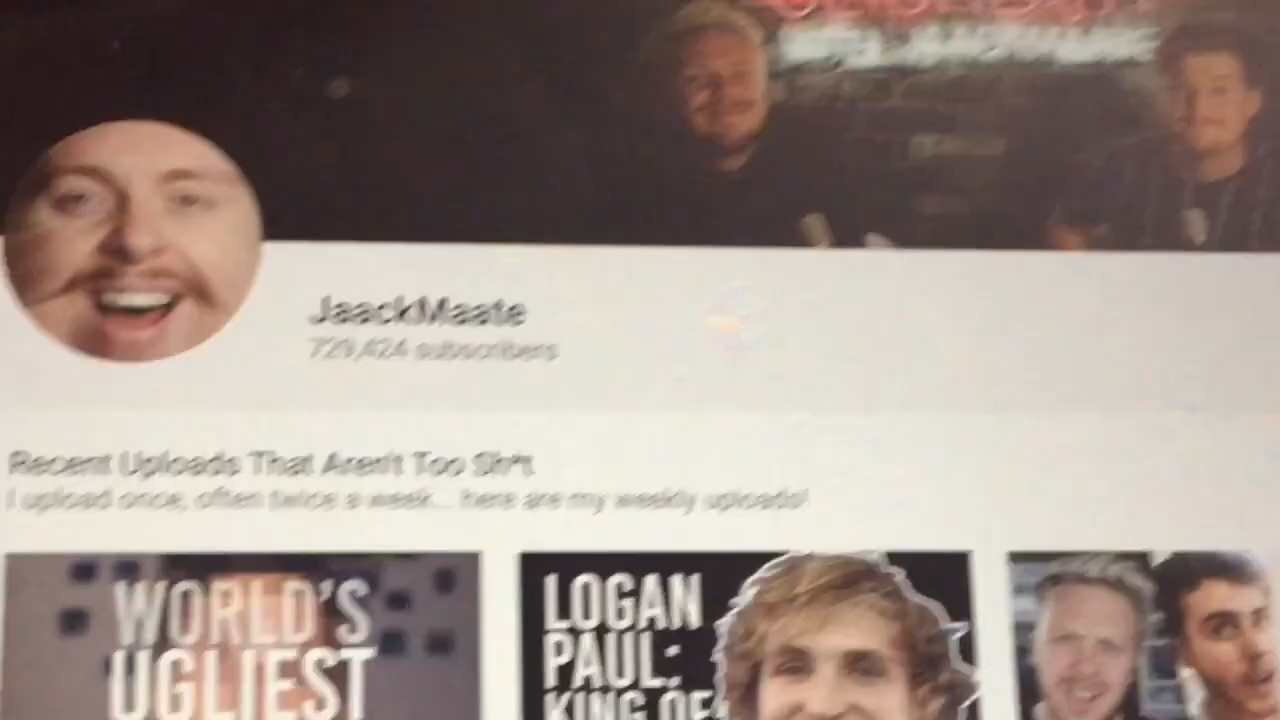 JaackMaate
729,424 subscribers
Recent Uploads That Aren't Too Sh*t
I upload once, often twice a week... here are my weekly uploads!
WORLD'S
UGLIEST
LOGAN
PAUL:
KING OF